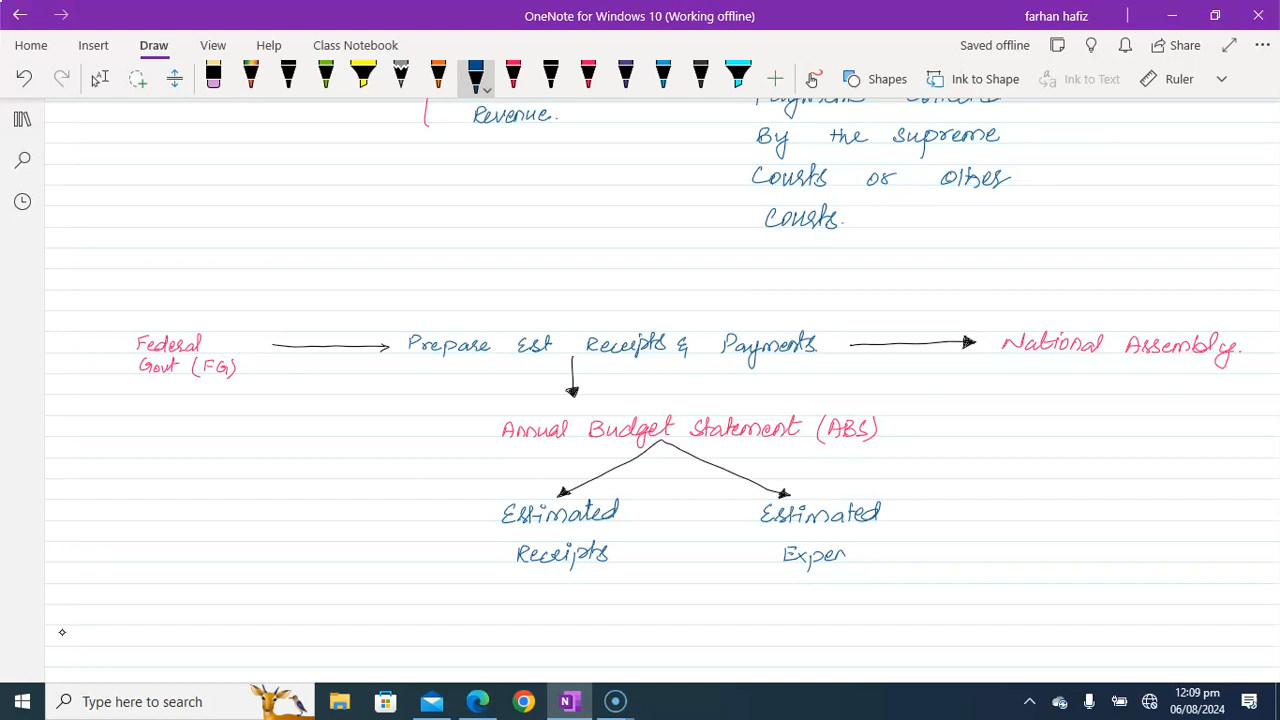 OneNote for Windows 10 (Working offline)
farhan hafiz
Home Insert Draw View Help Class Notebook
Saved offline
Share
Shapes
Ink to Shape
Ink to Text
Ruler
Revenue.
By the Supreme
Courts or Other
Courts.
Federal
Govt (FG)
Prepare Est Receipts & Payments
National Assembly.
Annual Budget Statement (ABS)
Estimated
Receipts
Estimated
Exper
Type here to search
12:09 pm
06/08/2024